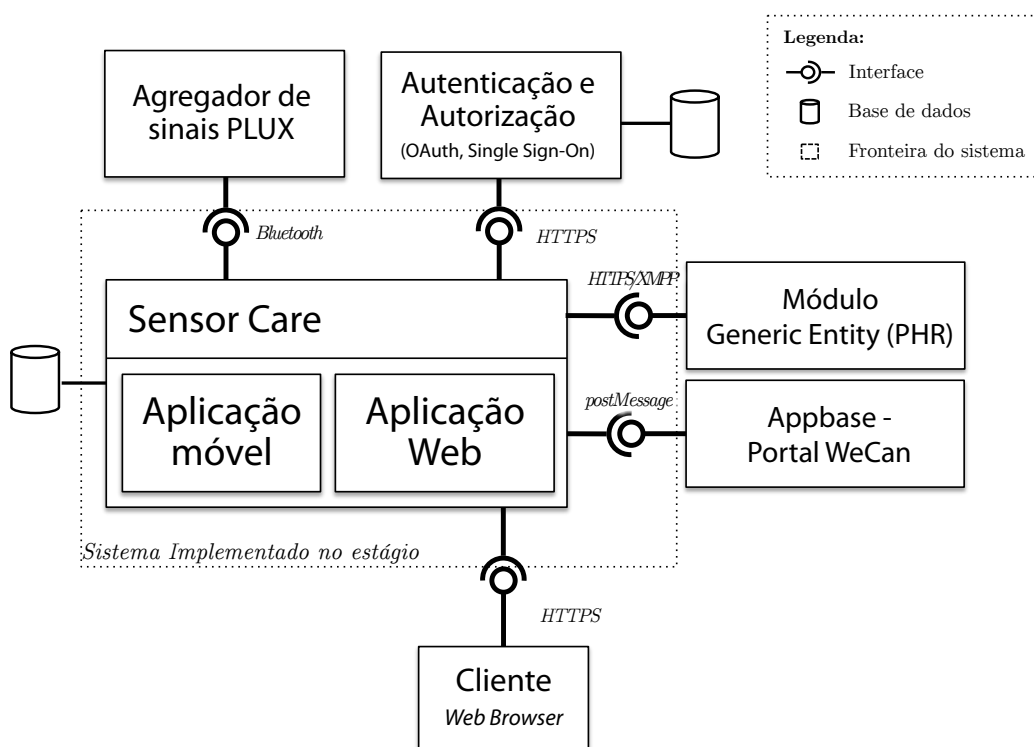 Agregador de
sinais PLUX
Autenticação e
Autorização
(OAuth, Single Sign-On)
Legenda:
Interface
Base de dados
Fronteira do sistema
Bluetooth
HTTPS
HTTPS/XMPP
Sensor Care
Módulo
Generic Entity (PHR)
Aplicação
móvel
Aplicação
Web
postMessage
Appbase -
Portal WeCan
Sistema Implementado no estágio
HTTPS
Cliente
Web Browser